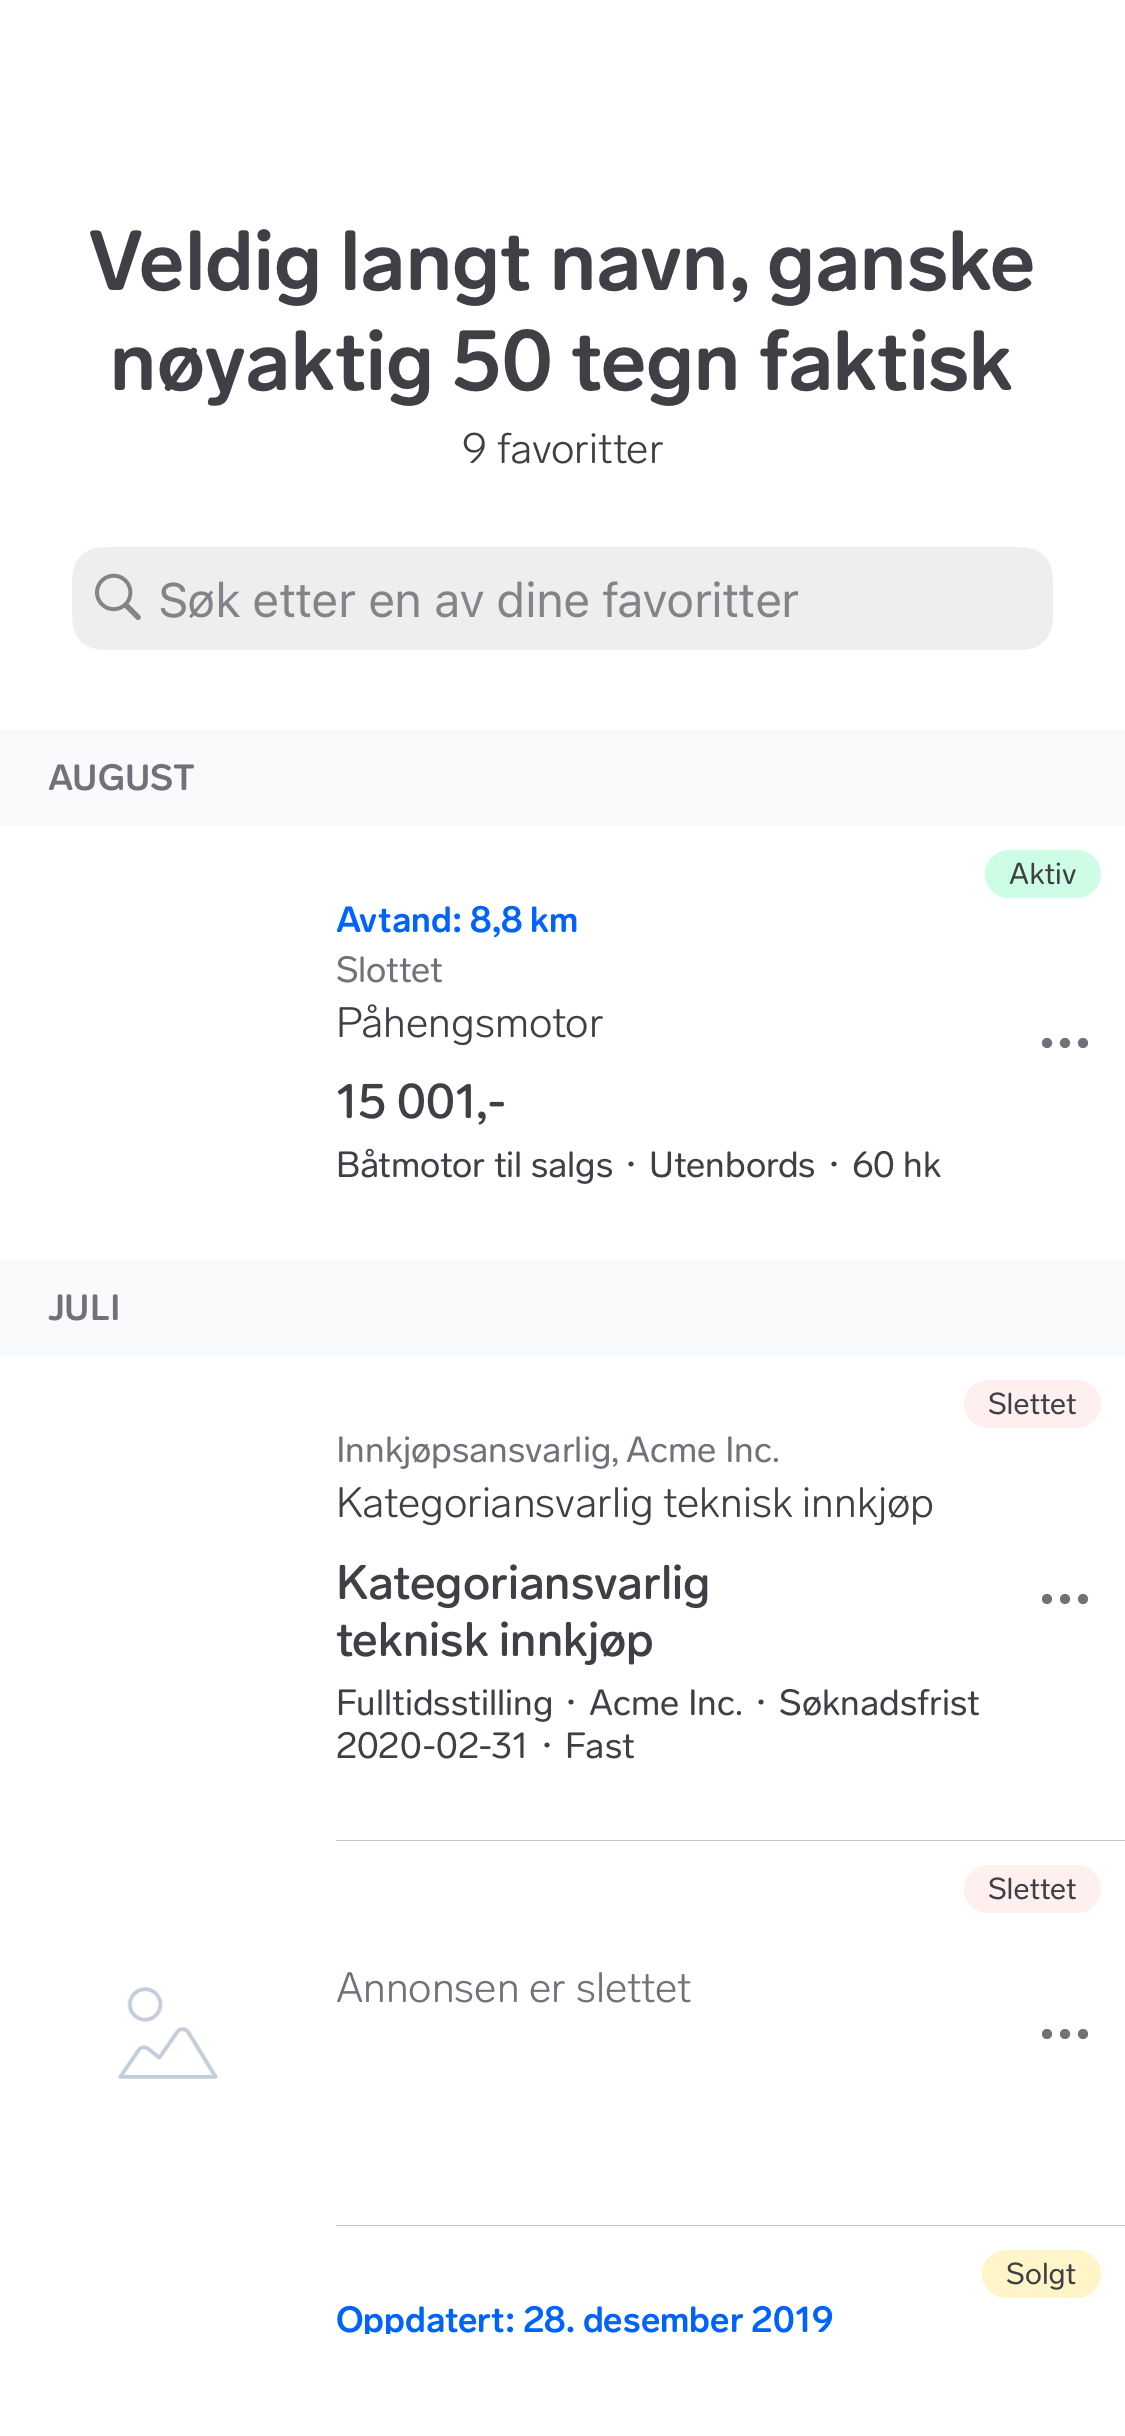 Veldig langt navn, ganske
nøyaktig 50 tegn faktisk
9 favoritter
Søk etter en av dine favoritter
AUGUST
Aktiv
Avtand: 8,8 km
Slottet
Påhengsmotor
15 001,-
Båtmotor til salgs · Utenbords · 60 hk
JULI
Slettet
Innkjøpsansvarlig, Acme Inc.
Kategoriansvarlig teknisk innkjøp
Kategoriansvarlig
teknisk innkjøp
Fulltidsstilling · Acme Inc. · Søknadsfrist
2020-02-31 · Fast
Slettet
Annonsen er slettet
Solgt
Oppdatert: 28. desember 2019